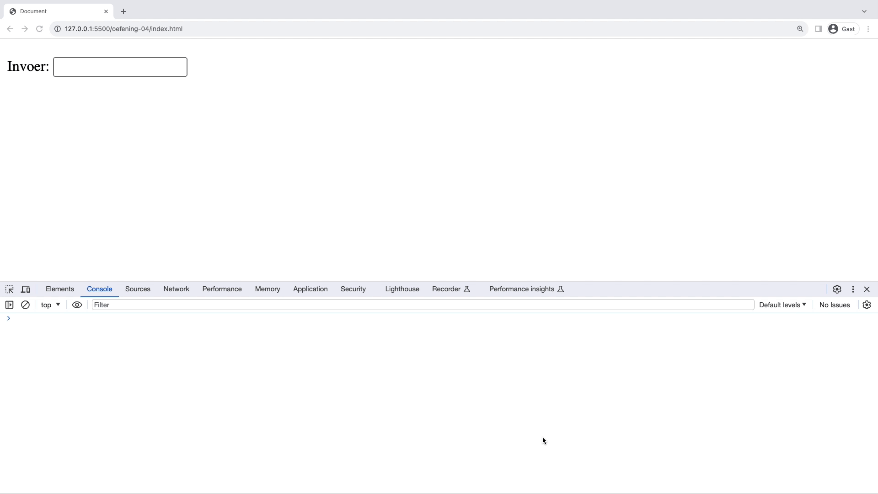 Document
127.0.0.1:5500/oefening-04/index.html
Gast
Invoer:
Elements Console Sources Network Performance Memory Application Security Lighthouse Recorder Performance insights
top Filter Default levels No Issues